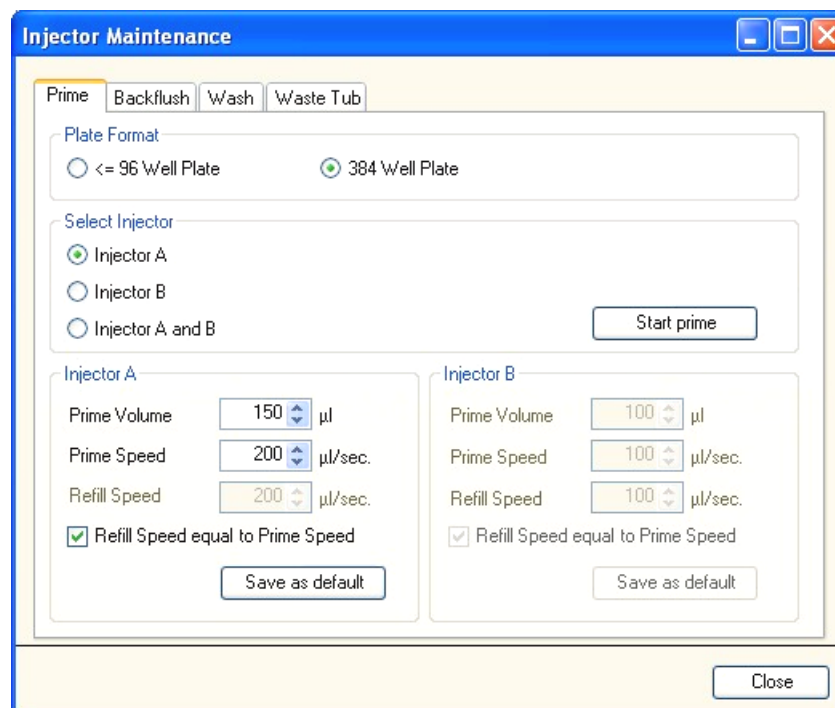 Injector Maintenance
Prime Backflush Wash Waste Tub
Plate Format
<= 96 Well Plate 384 Well Plate
Select Injector
Injector A
Injector B
Injector A and B
Start prime
Injector A
Prime Volume 150 µl
Prime Speed 200 µl/sec.
Refill Speed 200 µl/sec.
Refill Speed equal to Prime Speed
Save as default
Injector B
Prime Volume 100 µl
Prime Speed 100 µl/sec.
Refill Speed 100 µl/sec.
Refill Speed equal to Prime Speed
Save as default
Close